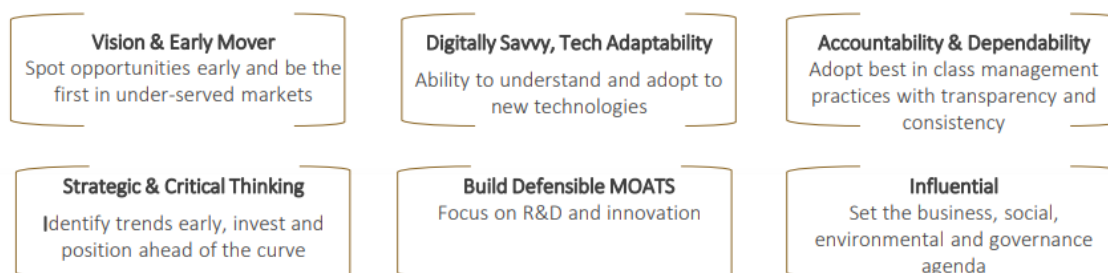 Vision & Early Mover
Spot opportunities early and be the
first in under-served markets
Digitally Savvy, Tech Adaptability
Ability to understand and adopt to
new technologies
Accountability & Dependability
Adopt best in class management
practices with transparency and
consistency
Strategic & Critical Thinking
Identify trends early, invest and
position ahead of the curve
Build Defensible MOATS
Focus on R&D and innovation
Influential
Set the business, social,
environmental and governance
agenda